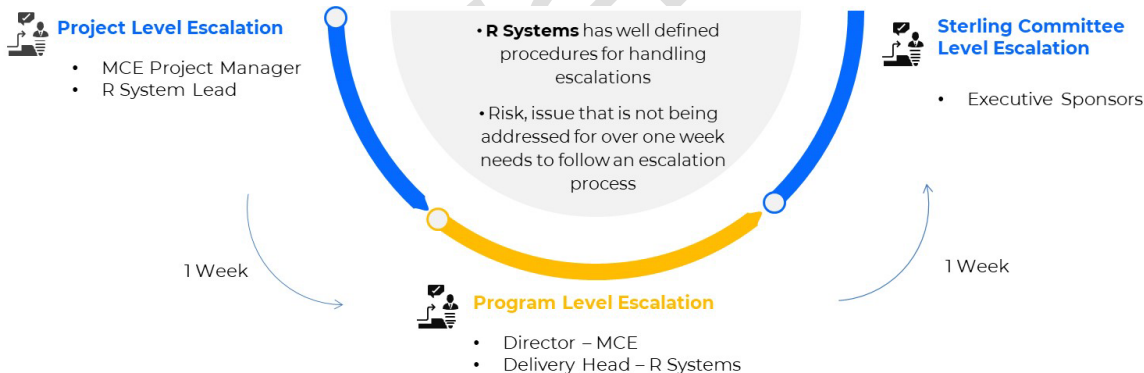 Project Level Escalation
• MCE Project Manager
• R System Lead
• R Systems has well defined
procedures for handling
escalations
• Risk, issue that is not being
addressed for over one week
needs to follow an escalation
process
Sterling Committee
Level Escalation
• Executive Sponsors
1 Week
1 Week
Program Level Escalation
• Director – MCE
• Delivery Head – R Systems